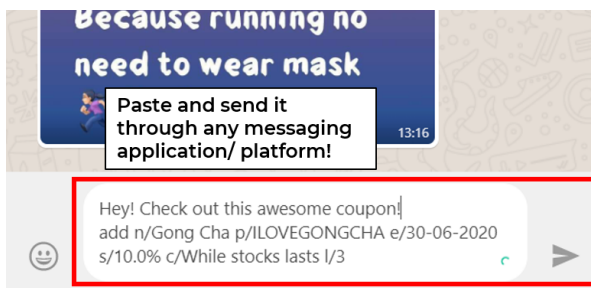 Because running no
need to wear mask
Paste and send it
through any messaging
application/ platform!
13:16
Hey! Check out this awesome coupon!
add n/Gong Cha p/ILOVEGONGCHA e/30-06-2020
s/10.0% c/While stocks lasts l/3